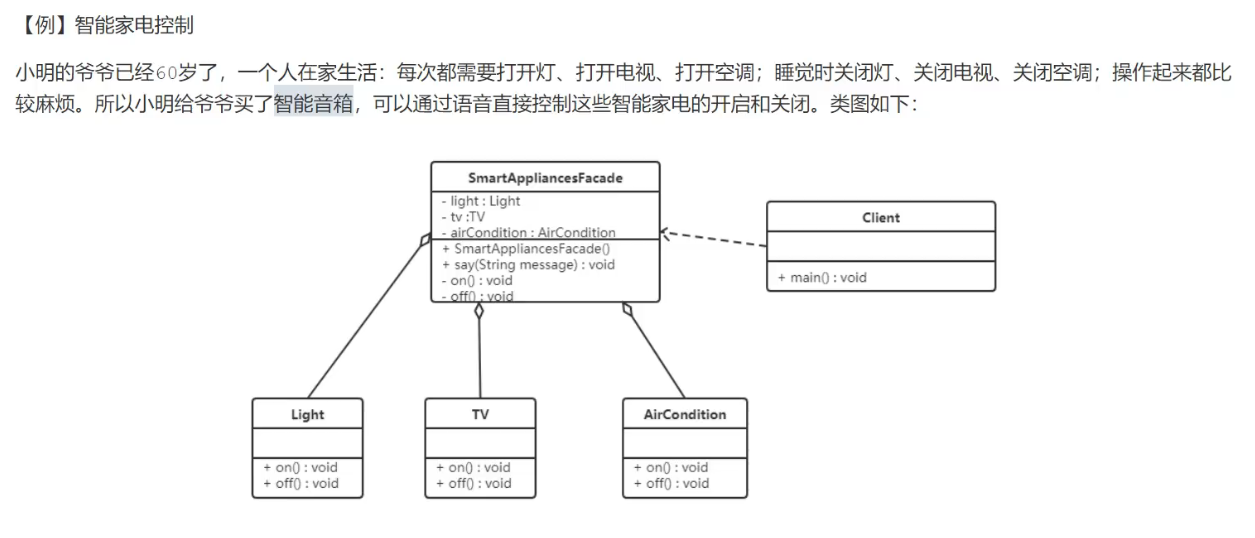 【例】智能家电控制
小明的爷爷已经60岁了，一个人在家生活：每次都需要打开灯、打开电视、打开空调；睡觉时关闭灯、关闭电视、关闭空调；操作起来都比
较麻烦。所以小明给爷爷买了智能音箱，可以通过语音直接控制这些智能家电的开启和关闭。类图如下：
SmartAppliancesFacade
- light : Light
- tv :TV
- airCondition : AirCondition
+ SmartAppliancesFacade()
+ say(String message) : void
- on() : void
- off() : void
Client
+ main() : void
Light
+ on() : void
+ off() : void
TV
+ on() : void
+ off() : void
AirCondition
+ on() : void
+ off() : void